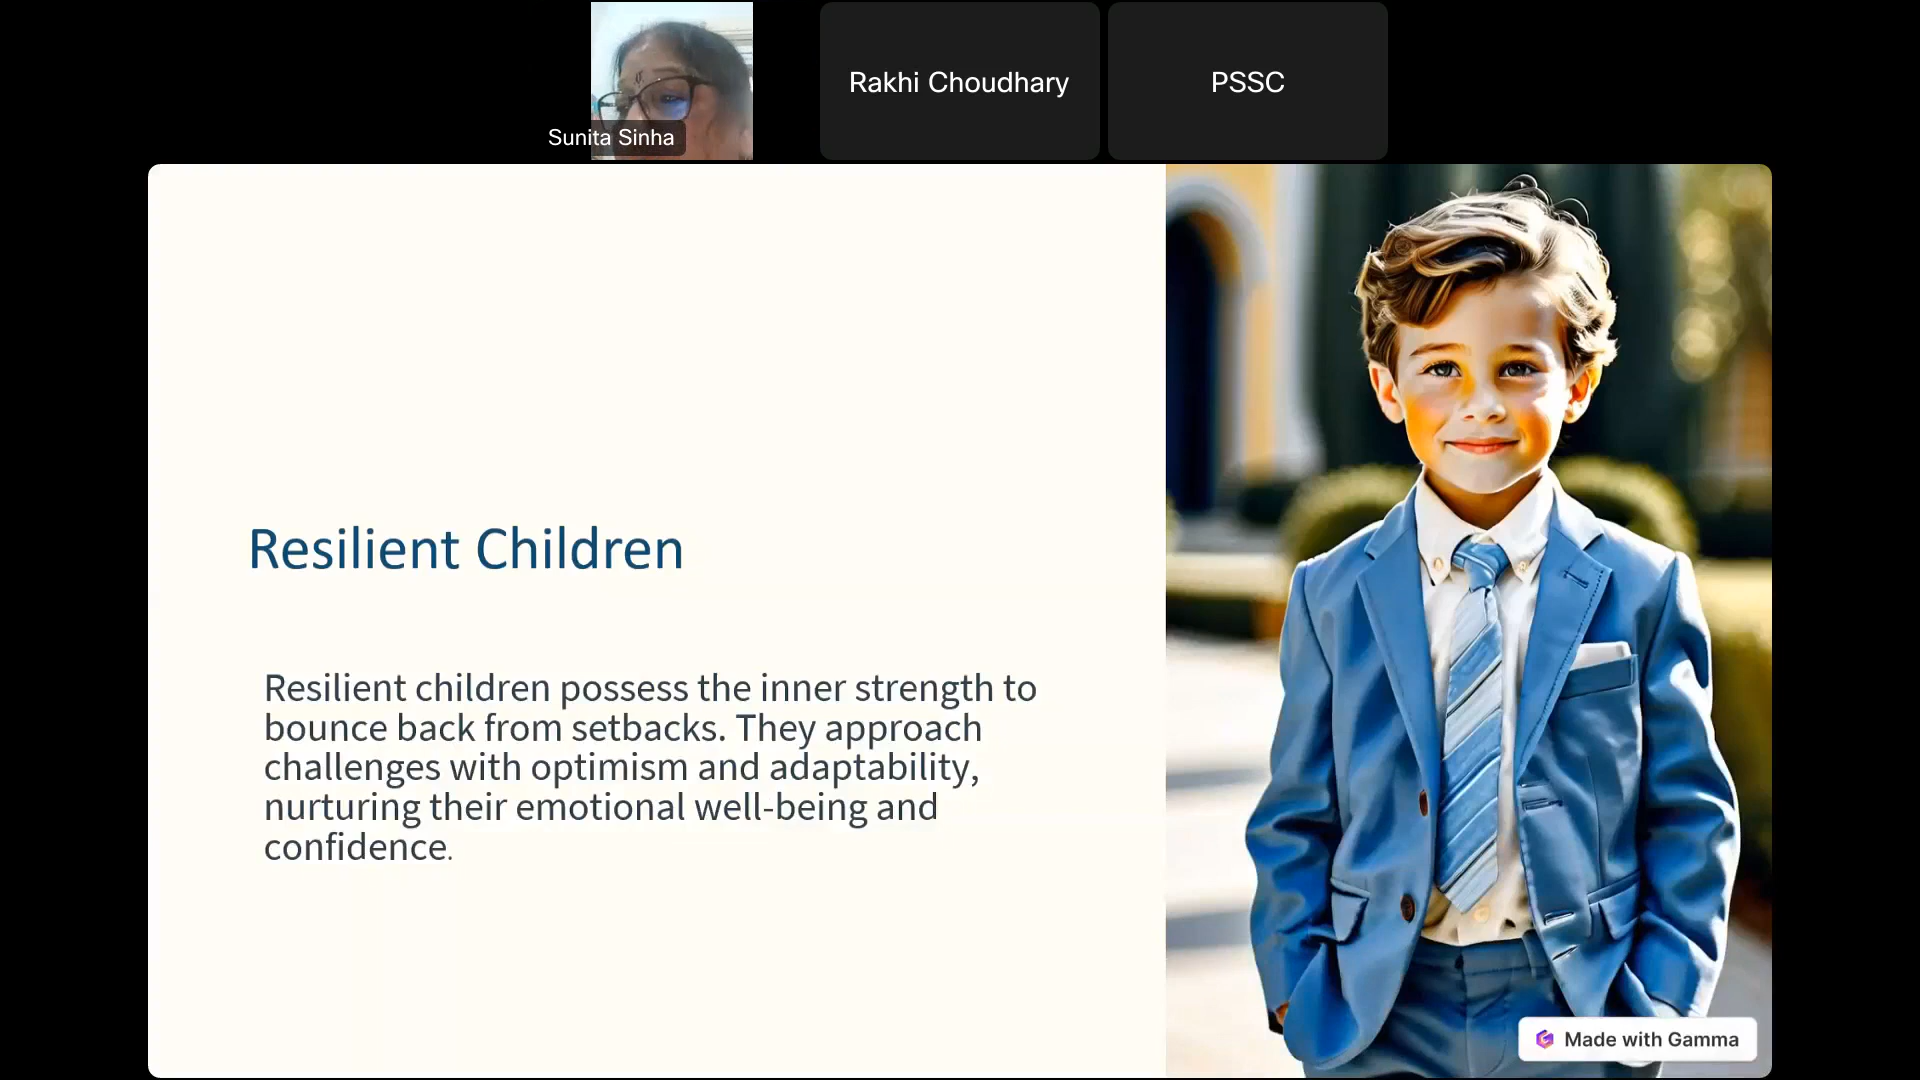 Sunita Sinha
Rakhi Choudhary
PSSC
Resilient Children
Resilient children possess the inner strength to
bounce back from setbacks. They approach
challenges with optimism and adaptability,
nurturing their emotional well-being and
confidence.
Made with Gamma